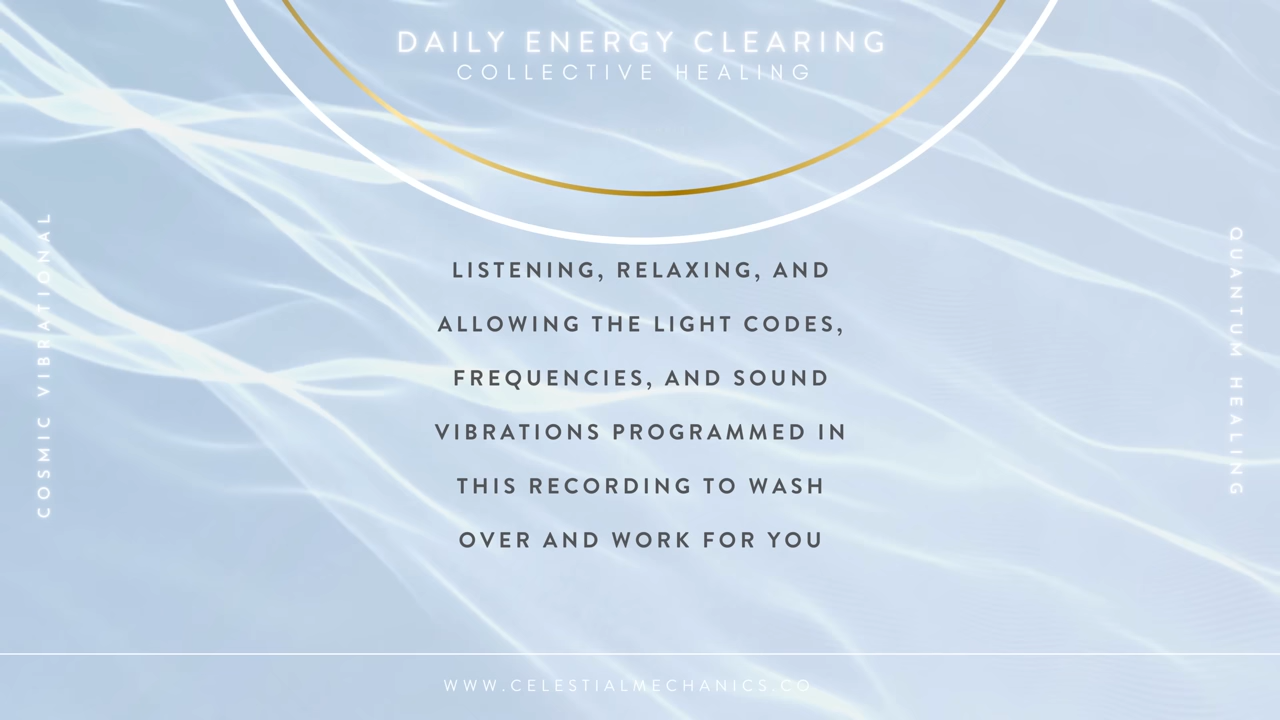 DAILY ENERGY CLEARING
COLLECTIVE HEALING
COSMIC VIBRATIONAL
QUANTUM HEALING
LISTENING, RELAXING, AND
ALLOWING THE LIGHT CODES,
FREQUENCIES, AND SOUND
VIBRATIONS PROGRAMMED IN
THIS RECORDING TO WASH
OVER AND WORK FOR YOU
WWW.CELESTIALMECHANICS.CO